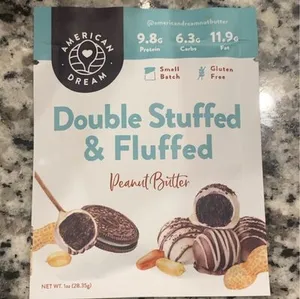 @americandreamnutbutter
AMERICAN DREAM
9.8G 6.3G 11.9G
Protein Carbs Fat
Small Batch
Gluten Free
Double Stuffed
& Fluffed
Peanut Butter
NET WT. 1oz (28.35g)